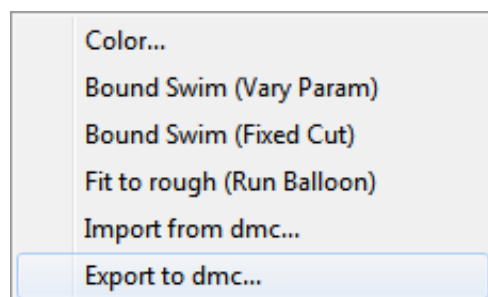 Color...
Bound Swim (Vary Param)
Bound Swim (Fixed Cut)
Fit to rough (Run Balloon)
Import from dmc...
Export to dmc...